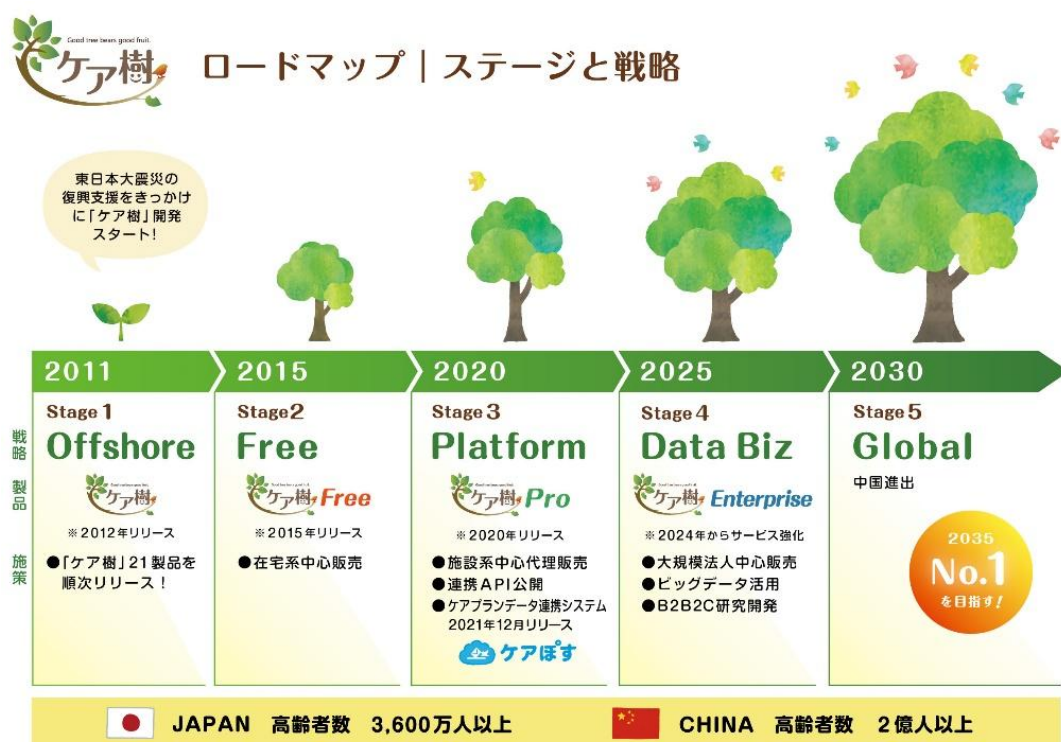 Good tree bears good fruit.
ケア樹
ロードマップ｜ステージと戦略
東日本大震災の
復興支援をきっかけ
に「ケア樹」開発
スタート！
2011
2015
2020
2025
2030
戦略
製品
施策
Stage 1
Offshore
ケア樹
※2012年リリース
●「ケア樹」21製品を
順次リリース！
Stage2
Free
ケア樹 Free
※2015年リリース
●在宅系中心販売
Stage 3
Platform
ケア樹 Pro
※2020年リリース
●施設系中心代理販売
●連携API公開
●ケアプランデータ連携システム
2021年12月リリース
ケアぽす
Stage 4
Data Biz
ケア樹 Enterprise
※2024年からサービス強化
●大規模法人中心販売
●ビッグデータ活用
●B2B2C研究開発
Stage 5
Global
中国進出
2035
No.1
を目指す！
JAPAN 高齢者数 3,600万人以上
CHINA 高齢者数 2億人以上